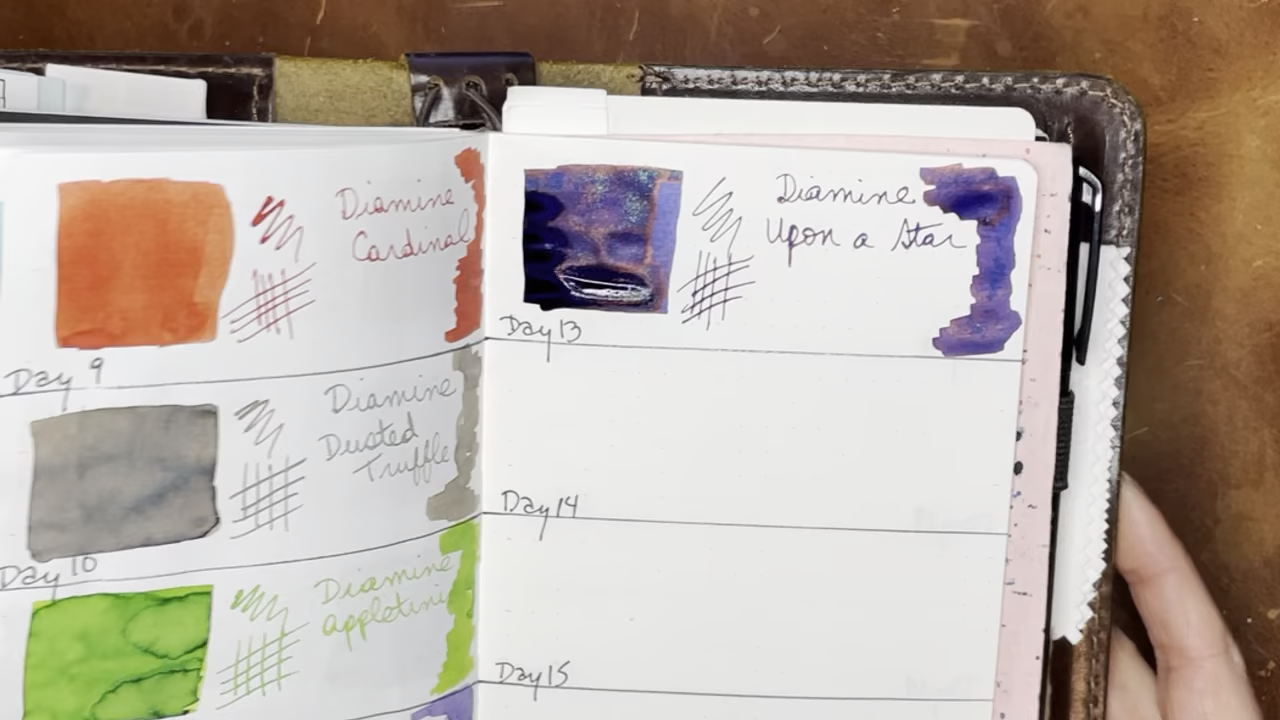 Diamine
Cardinal
Day 9
Diamine
Dusted
Truffle
Day 10
Diamine
appletini
Diamine
Upon a Star
Day 13
Day 14
Day 15